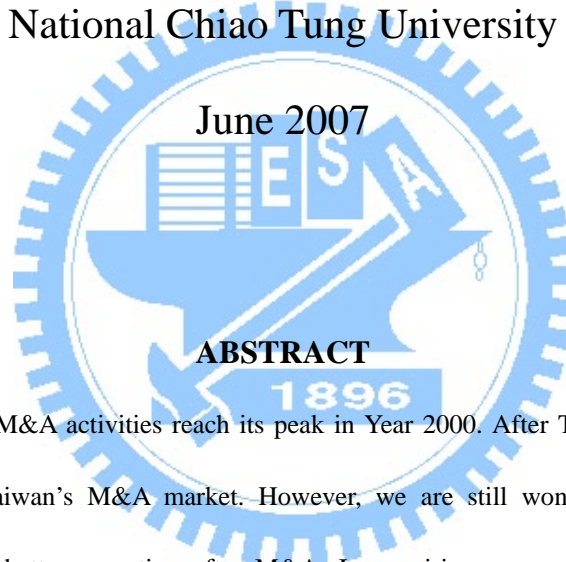 National Chiao Tung University
June 2007
E S A
ABSTRACT
1896
M&A activities reach its peak in Year 2000. After T
aiwan's M&A market. However, we are still won